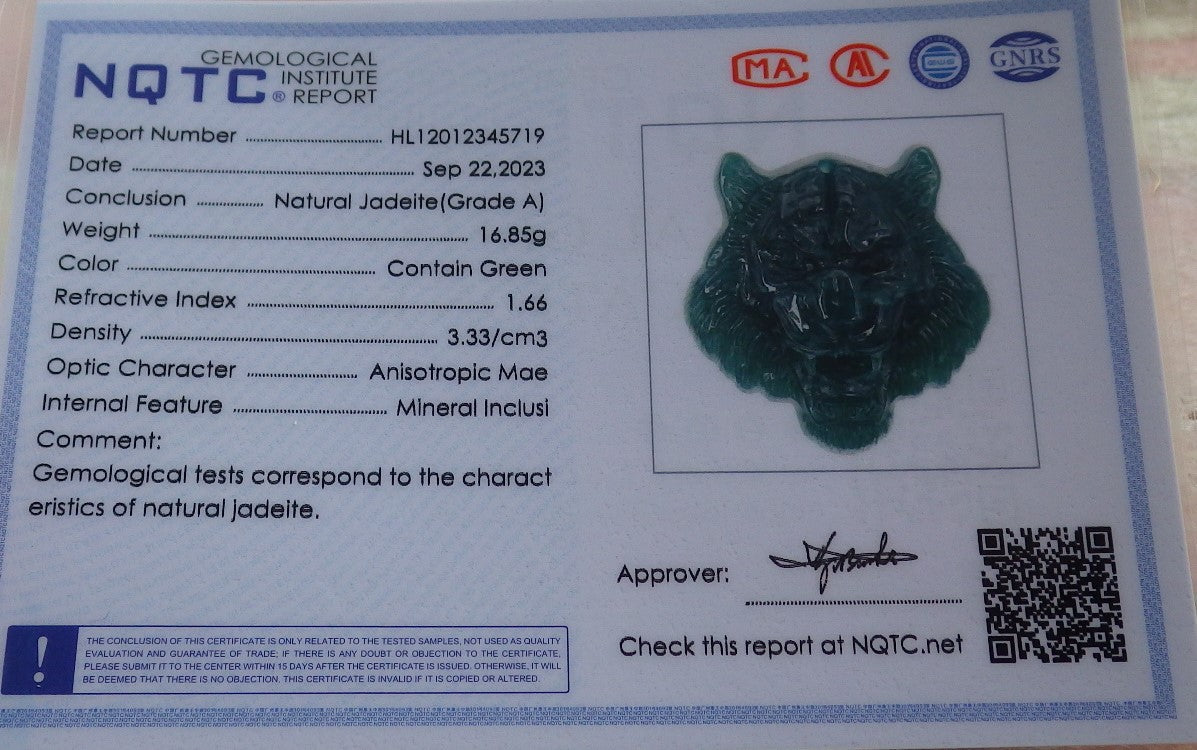 NQTC® GEMOLOGICAL INSTITUTE REPORT
MA
GNRS
Report Number ........ HL12012345719
Date ........ Sep 22,2023
Conclusion ........ Natural Jadeite(Grade A)
Weight ........ 16.85g
Color ........ Contain Green
Refractive Index ........ 1.66
Density ........ 3.33/cm3
Optic Character ........ Anisotropic Mae
Internal Feature ........ Mineral Inclusi
Comment:
Gemological tests correspond to the charact
eristics of natural jadeite.
Approver:
Check this report at NQTC.net
! THE CONCLUSION OF THIS CERTIFICATE IS ONLY RELATED TO THE TESTED SAMPLES, NOT USED AS QUALITY
EVALUATION AND GUARANTEE OF TRADE; IF THERE IS ANY DOUBT OR OBJECTION TO THE CERTIFICATE,
PLEASE SUBMIT IT TO THE CENTER WITHIN 15 DAYS AFTER THE CERTIFICATE IS ISSUED. OTHERWISE, IT WILL
BE DEEMED THAT THERE IS NO OBJECTION. THIS CERTIFICATE IS INVALID IF IT IS COPIED OR ALTERED.